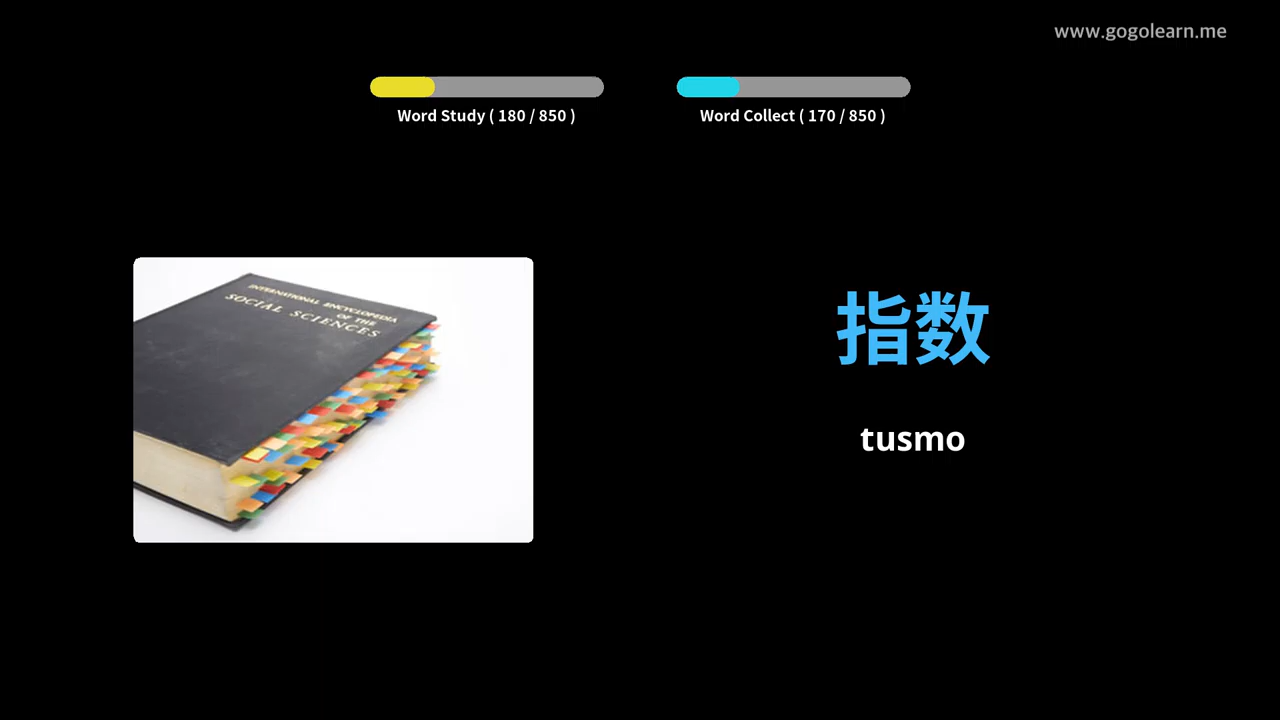 www.gogolearn.me
Word Study ( 180 / 850 )
Word Collect ( 170 / 850 )
INTERNATIONAL ENCYCLOPEDIA
OF THE
SOCIAL SCIENCES
指数
tusmo